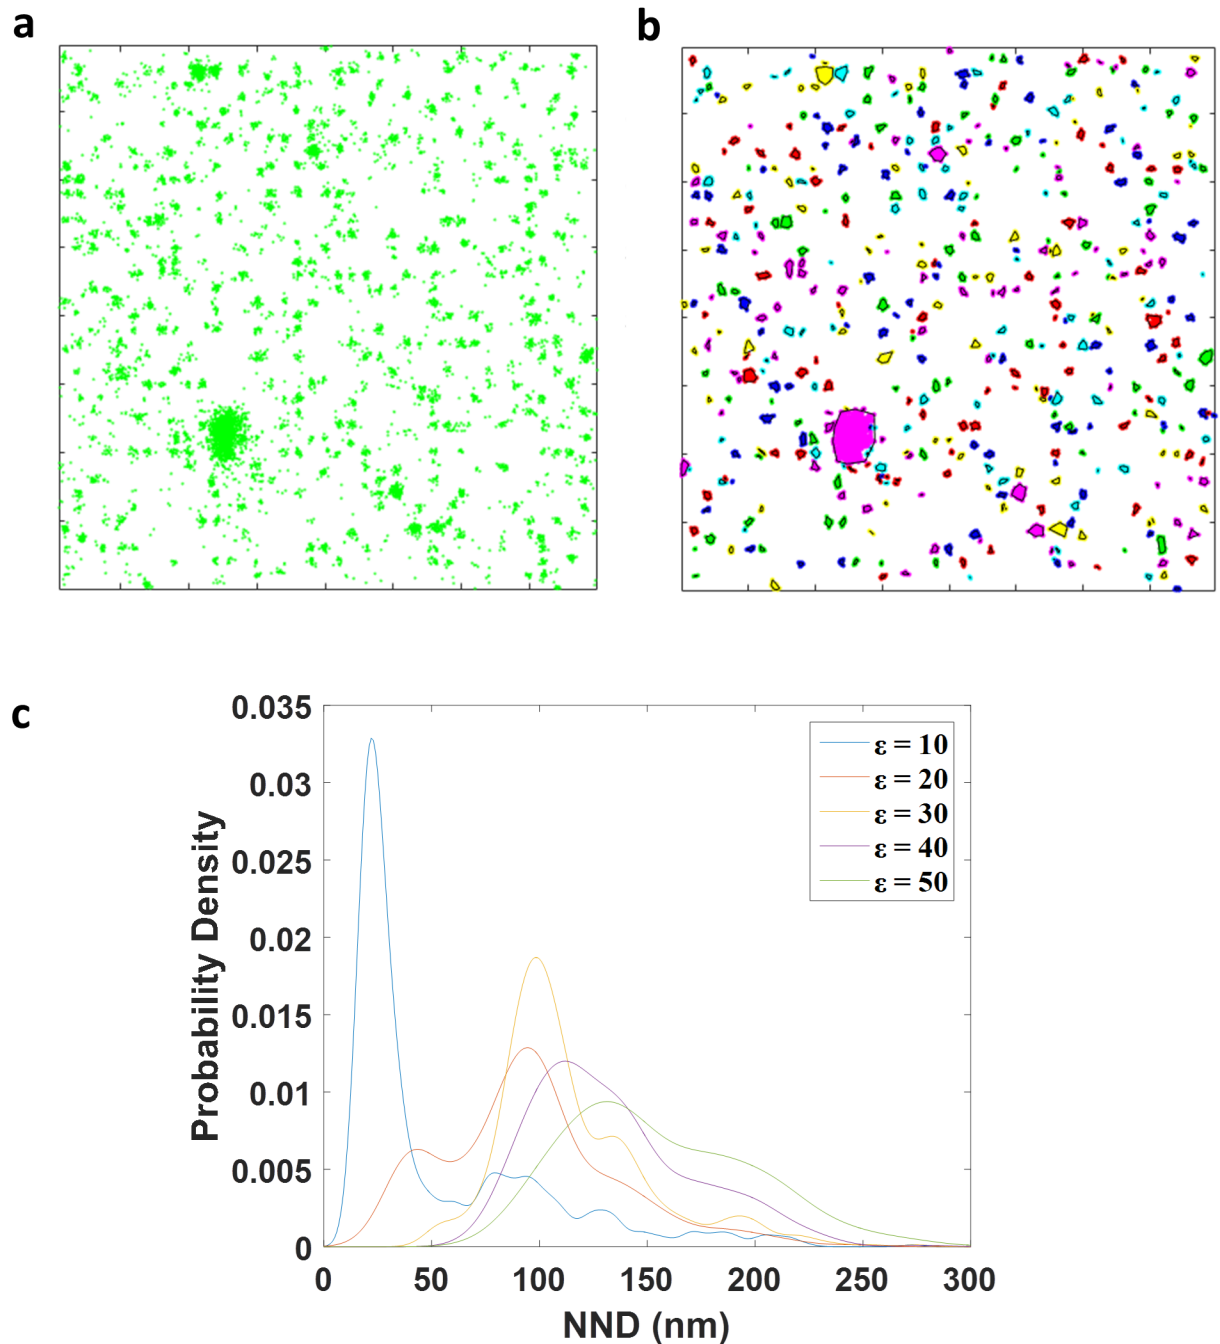 a
b
c
0.035
0.03
0.025
0.02
0.015
0.01
0.005
0
Probability Density
ε = 10
ε = 20
ε = 30
ε = 40
ε = 50
0 50 100 150 200 250 300
NND (nm)